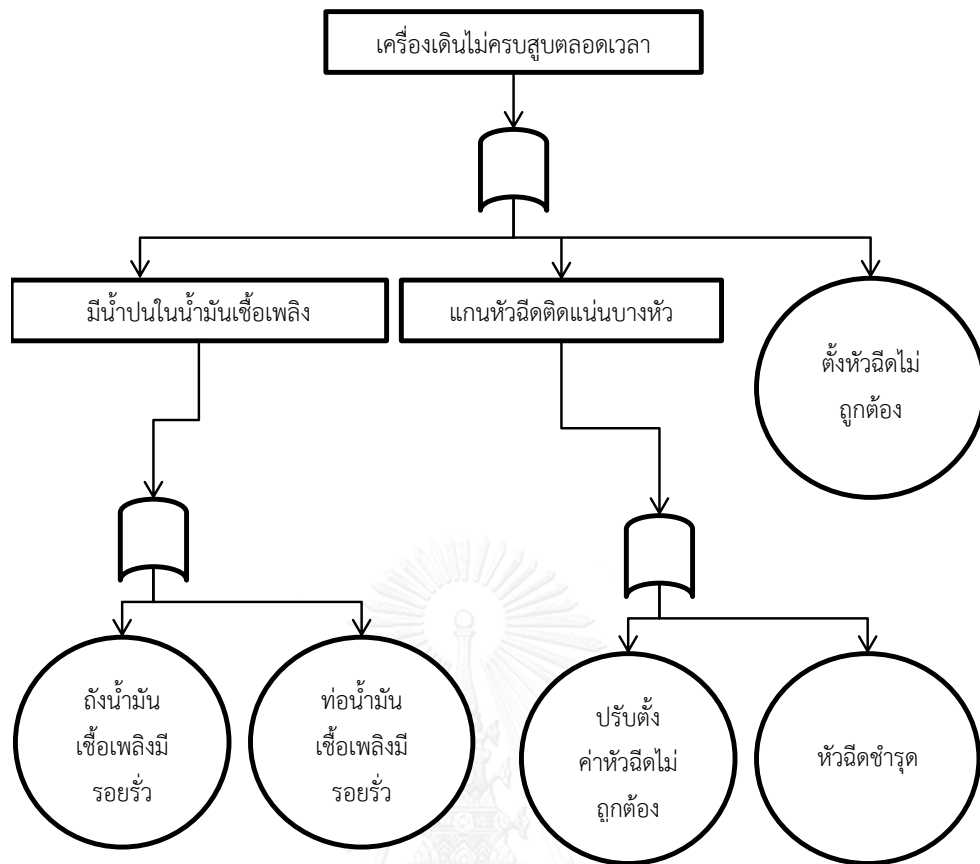 เครื่องเดินไม่ครบสูบตลอดเวลา
มีน้ำปนในน้ำมันเชื้อเพลิง
แกนหัวฉีดติดแน่นบางหัว
ตั้งหัวฉีดไม่
ถูกต้อง
ถังน้ำมัน
เชื้อเพลิงมี
รอยรั่ว
ท่อน้ำมัน
เชื้อเพลิงมี
รอยรั่ว
ปรับตั้ง
ค่าหัวฉีดไม่
ถูกต้อง
หัวฉีดชำรุด